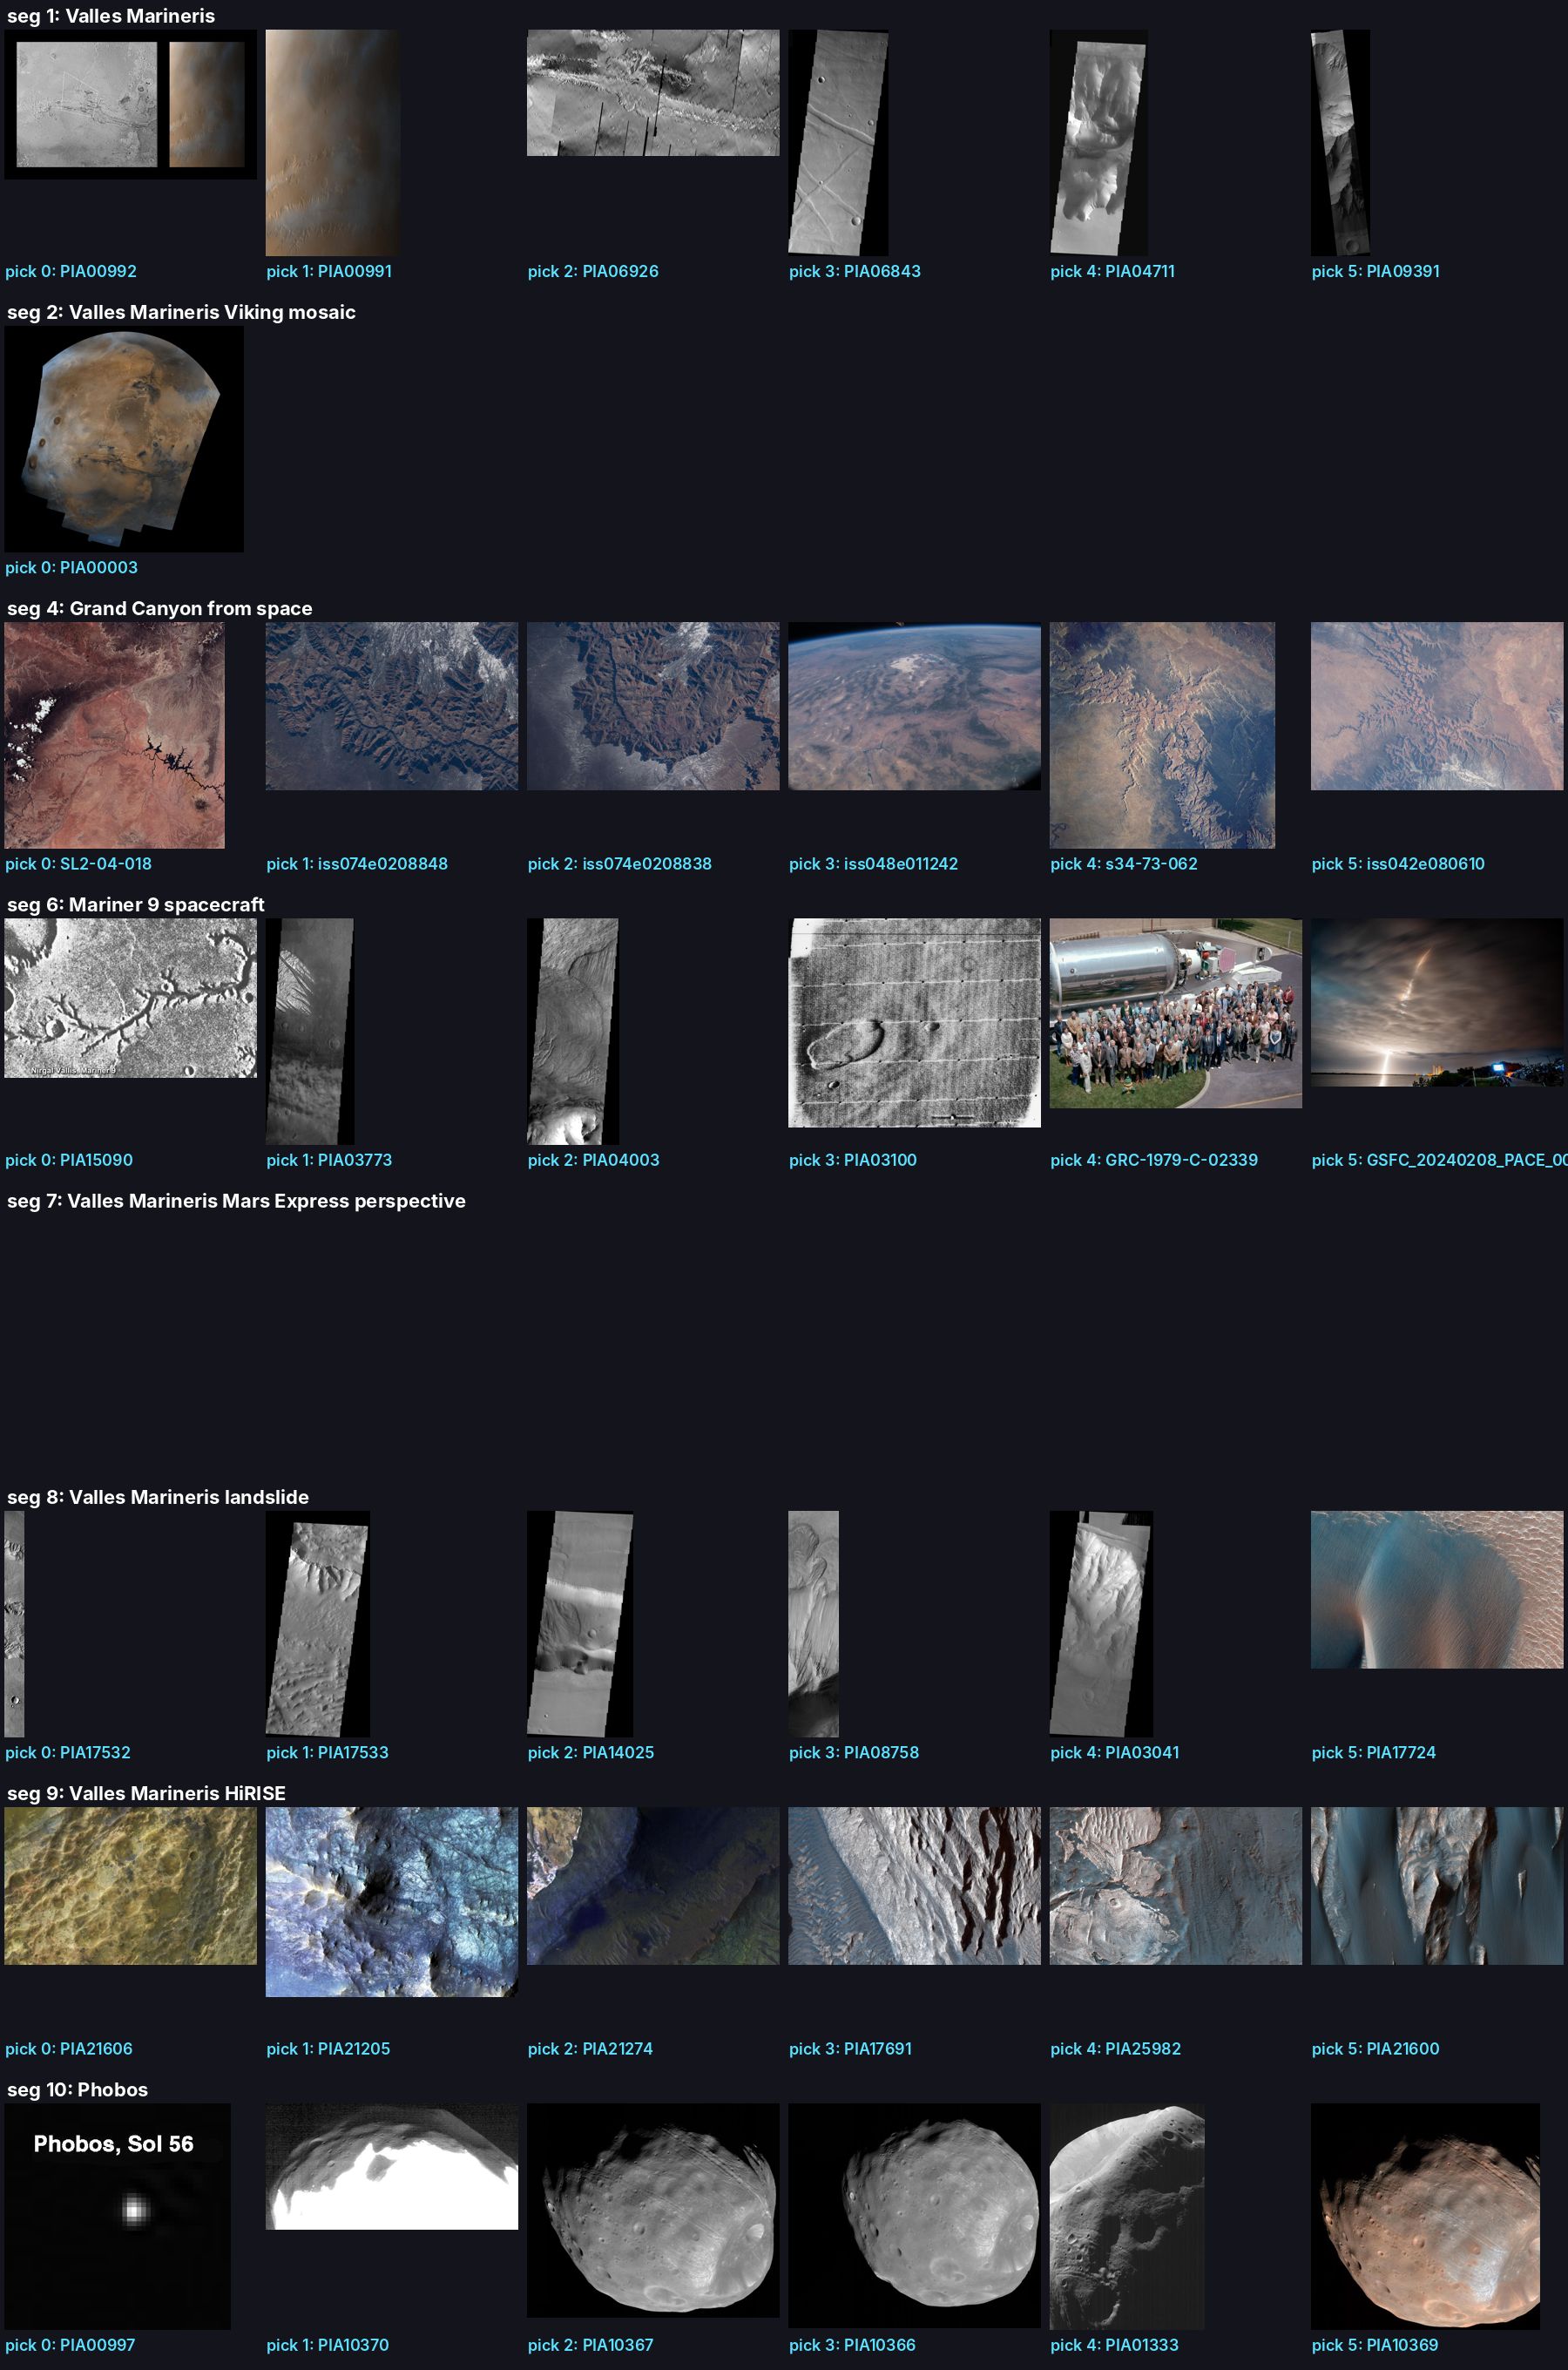 seg 1: Valles Marineris
pick 0: PIA00992
pick 1: PIA00991
pick 2: PIA06926
pick 3: PIA06843
pick 4: PIA04711
pick 5: PIA09391
seg 2: Valles Marineris Viking mosaic
pick 0: PIA00003
seg 4: Grand Canyon from space
pick 0: SL2-04-018
pick 1: iss074e0208848
pick 2: iss074e0208838
pick 3: iss048e011242
pick 4: s34-73-062
pick 5: iss042e080610
seg 6: Mariner 9 spacecraft
Nirgal Vallis, Mariner 9
pick 0: PIA15090
pick 1: PIA03773
pick 2: PIA04003
pick 3: PIA03100
pick 4: GRC-1979-C-02339
pick 5: GSFC_20240208_PACE_00
seg 7: Valles Marineris Mars Express perspective
seg 8: Valles Marineris landslide
pick 0: PIA17532
pick 1: PIA17533
pick 2: PIA14025
pick 3: PIA08758
pick 4: PIA03041
pick 5: PIA17724
seg 9: Valles Marineris HiRISE
pick 0: PIA21606
pick 1: PIA21205
pick 2: PIA21274
pick 3: PIA17691
pick 4: PIA25982
pick 5: PIA21600
seg 10: Phobos
Phobos, Sol 56
pick 0: PIA00997
pick 1: PIA10370
pick 2: PIA10367
pick 3: PIA10366
pick 4: PIA01333
pick 5: PIA10369